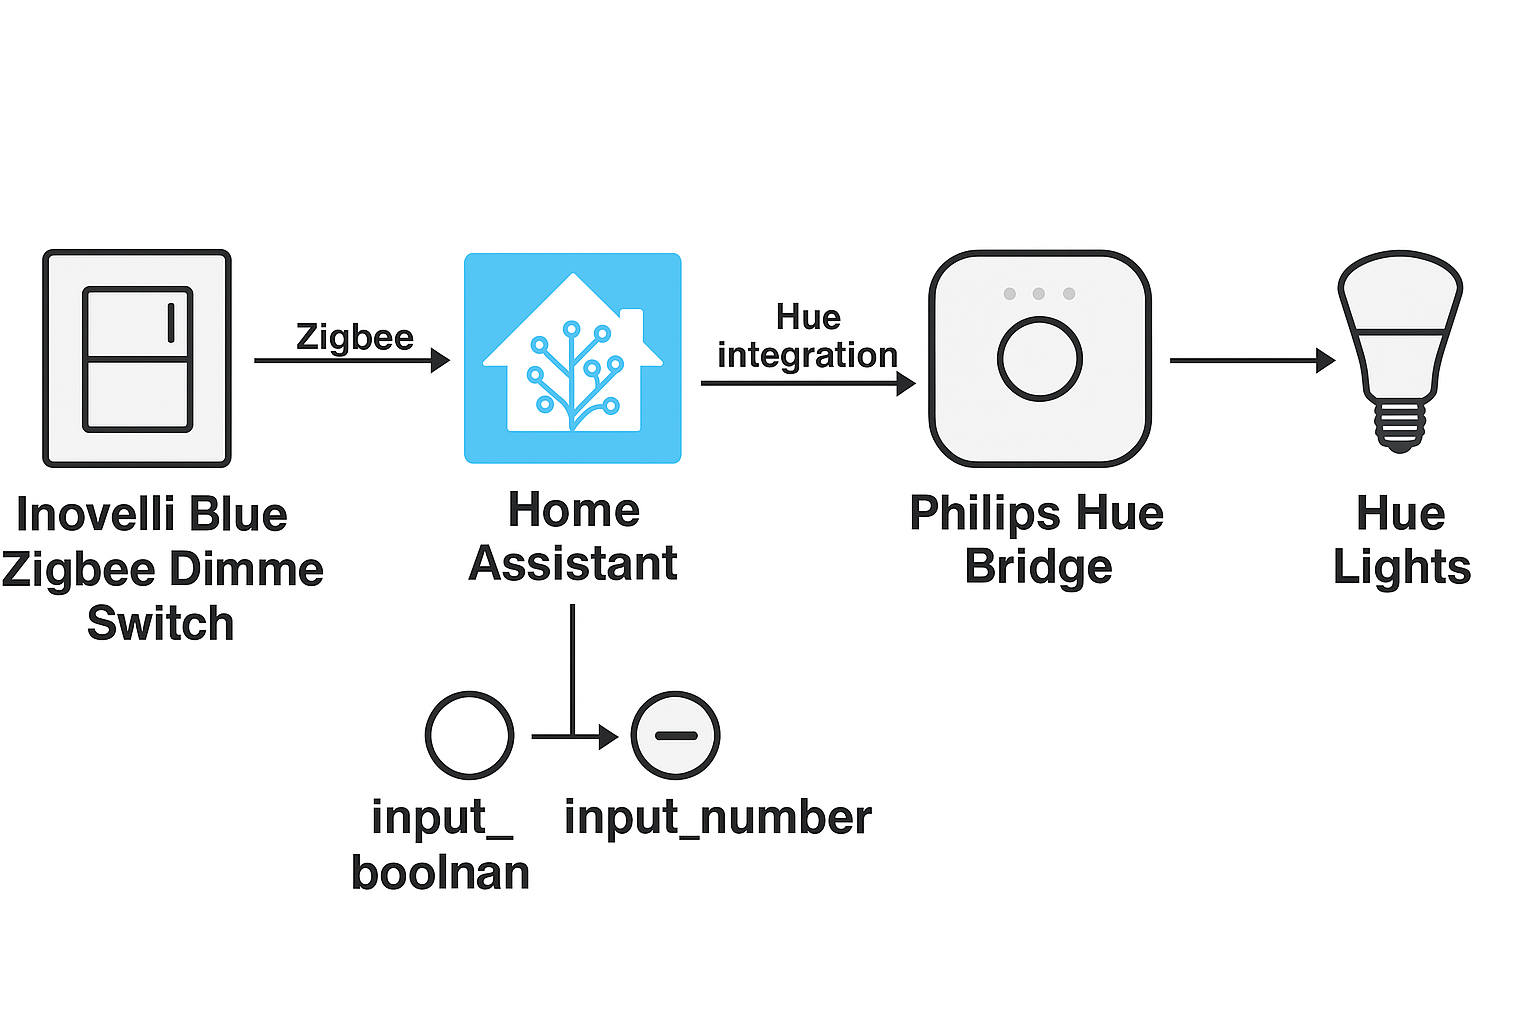 Zigbee
Hue
integration
Inovelli Blue
Zigbee Dimme
Switch
Home
Assistant
Philips Hue
Bridge
Hue
Lights
input_
boolnan
input_number